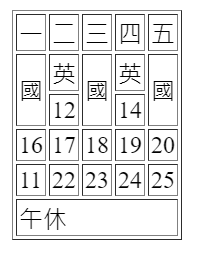 一 二 三 四 五
國 英 國 英 國
12 14
16 17 18 19 20
11 22 23 24 25
午休